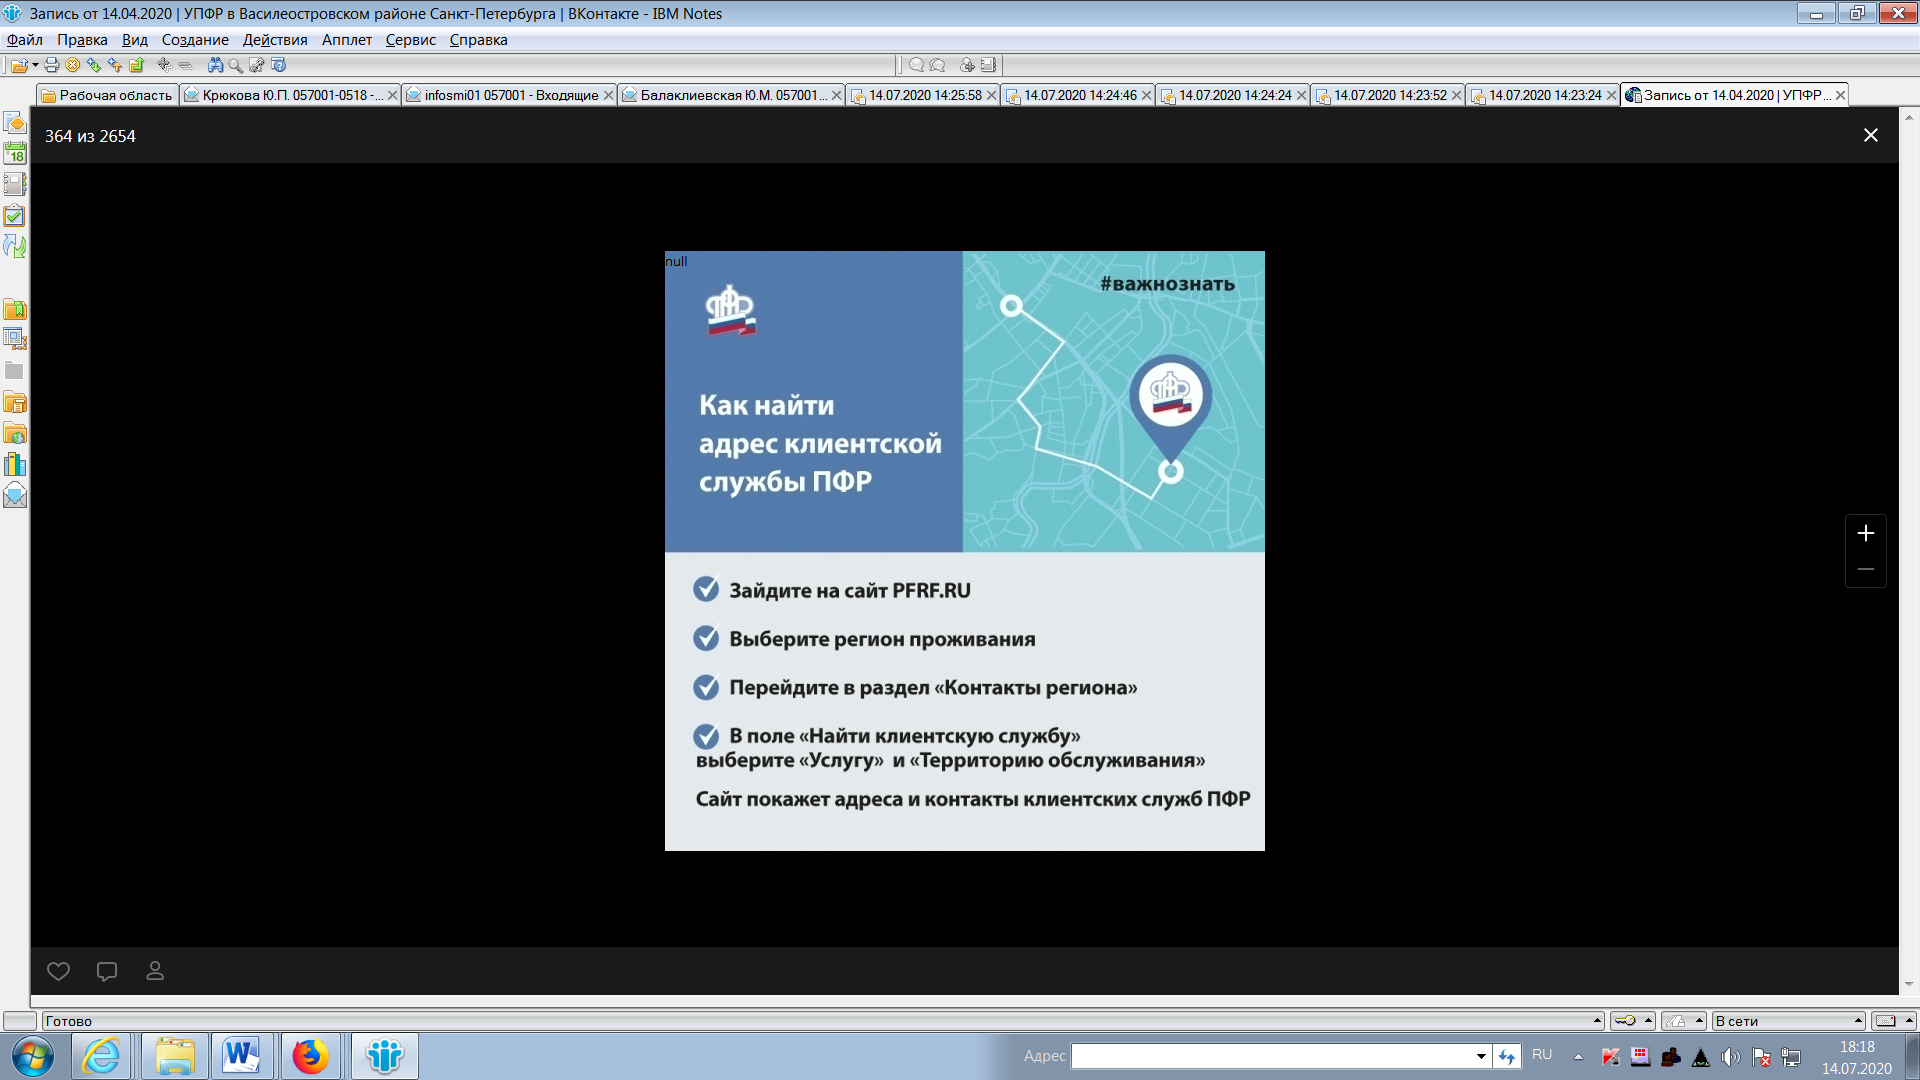 Запись от 14.04.2020 | УПФР в Василеостровском районе Санкт-Петербурга | ВКонтакте - IBM Notes
Файл Правка Вид Создание Действия Апплет Сервис Справка
Рабочая область
Крюкова Ю.П. 057001-0518 -...
infosmi01 057001 - Входящие
Балаклиевская Ю.М. 057001...
14.07.2020 14:25:58
14.07.2020 14:24:46
14.07.2020 14:24:24
14.07.2020 14:23:52
14.07.2020 14:23:24
Запись от 14.04.2020 | УПФР...
18
364 из 2654
null
#важнознать
Как найти
адрес клиентской
службы ПФР
Зайдите на сайт PFRF.RU
Выберите регион проживания
Перейдите в раздел «Контакты региона»
В поле «Найти клиентскую службу»
выберите «Услугу» и «Территорию обслуживания»
Сайт покажет адреса и контакты клиентских служб ПФР
Готово
В сети
Адрес
RU
18:18
14.07.2020